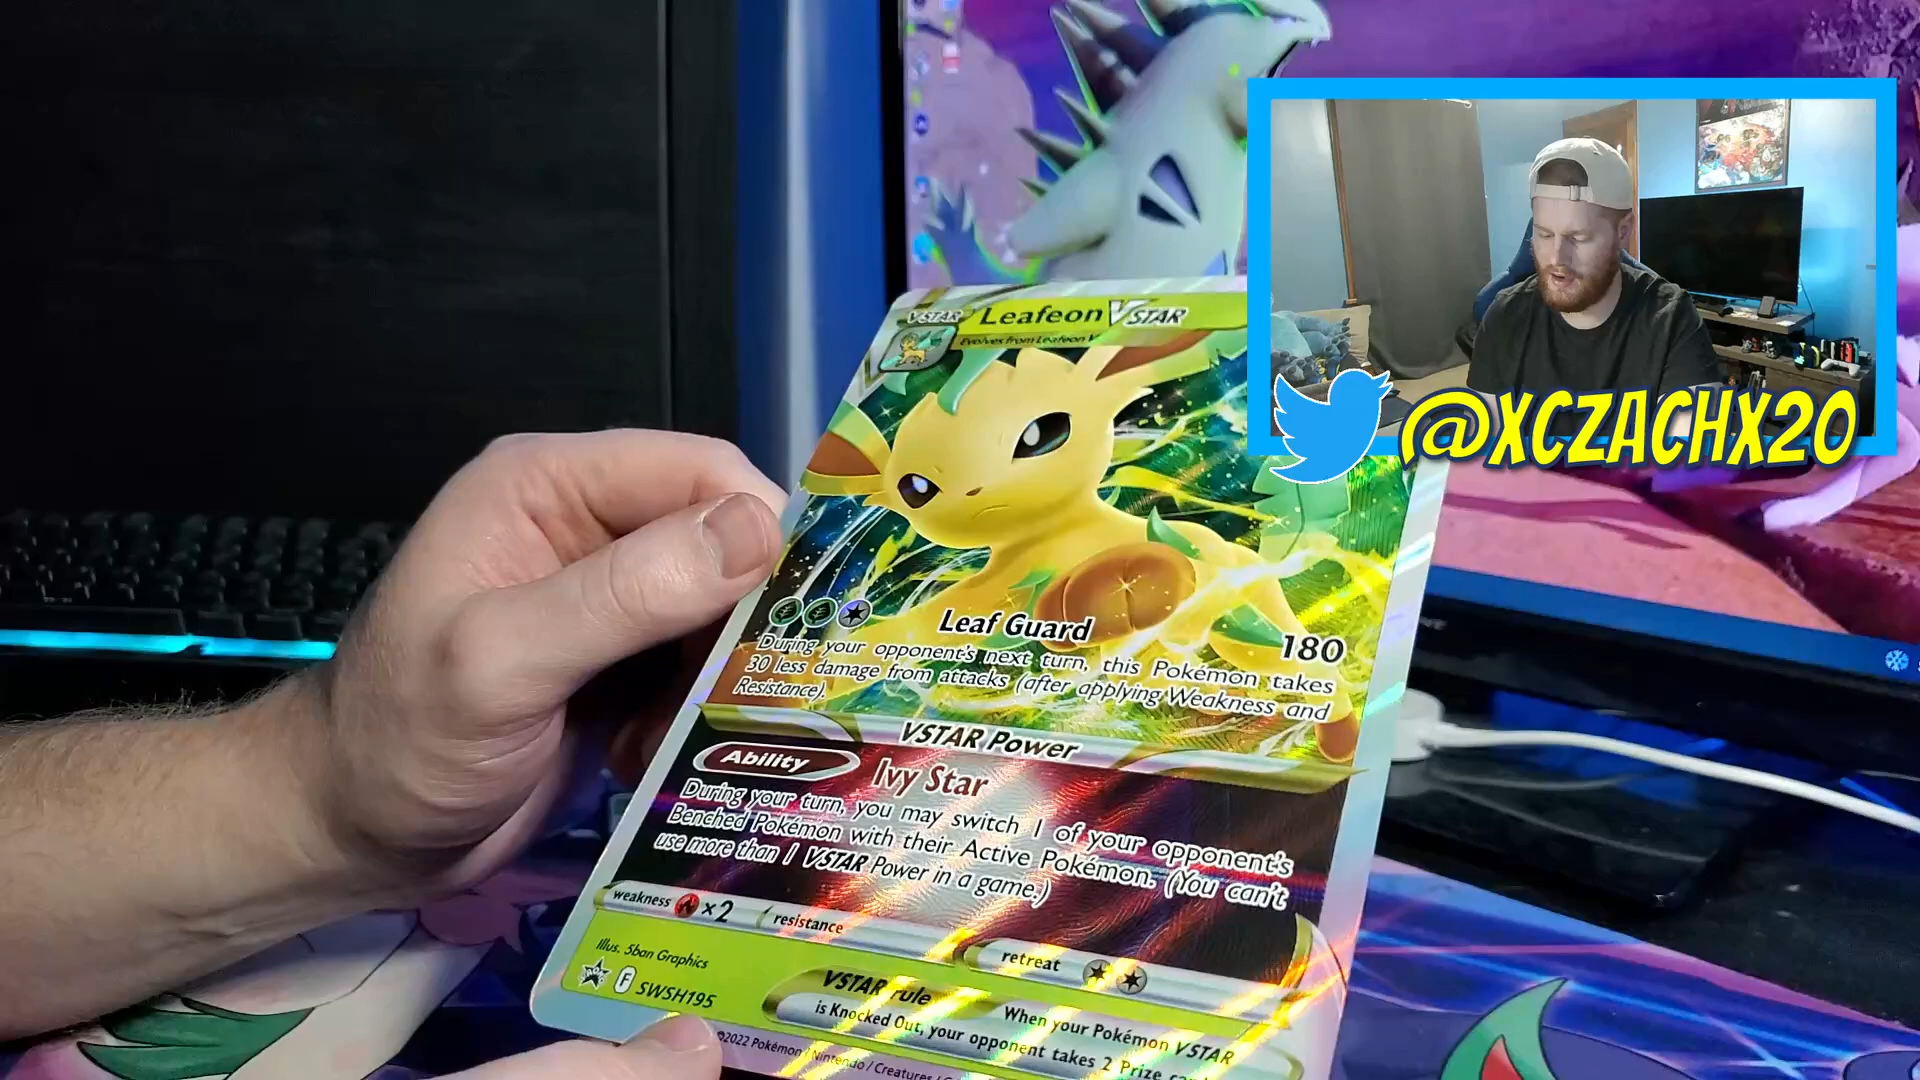 VSTAR Leafeon VSTAR
Evolves from Leafeon V
@XCZACHX20
Leaf Guard 180
During your opponent's next turn, this Pokémon takes
30 less damage from attacks (after applying Weakness and
Resistance).
VSTAR Power
Ability Ivy Star
During your turn, you may switch 1 of your opponent's
Benched Pokémon with their Active Pokémon. (You can't
use more than 1 VSTAR Power in a game.)
weakness ×2 resistance
retreat
Illus. 5ban Graphics
PROMO F SWSH195
VSTAR rule When your Pokémon VSTAR
is Knocked Out, your opponent takes 2 Prize
©2022 Pokémon / Nintendo / Creatures /